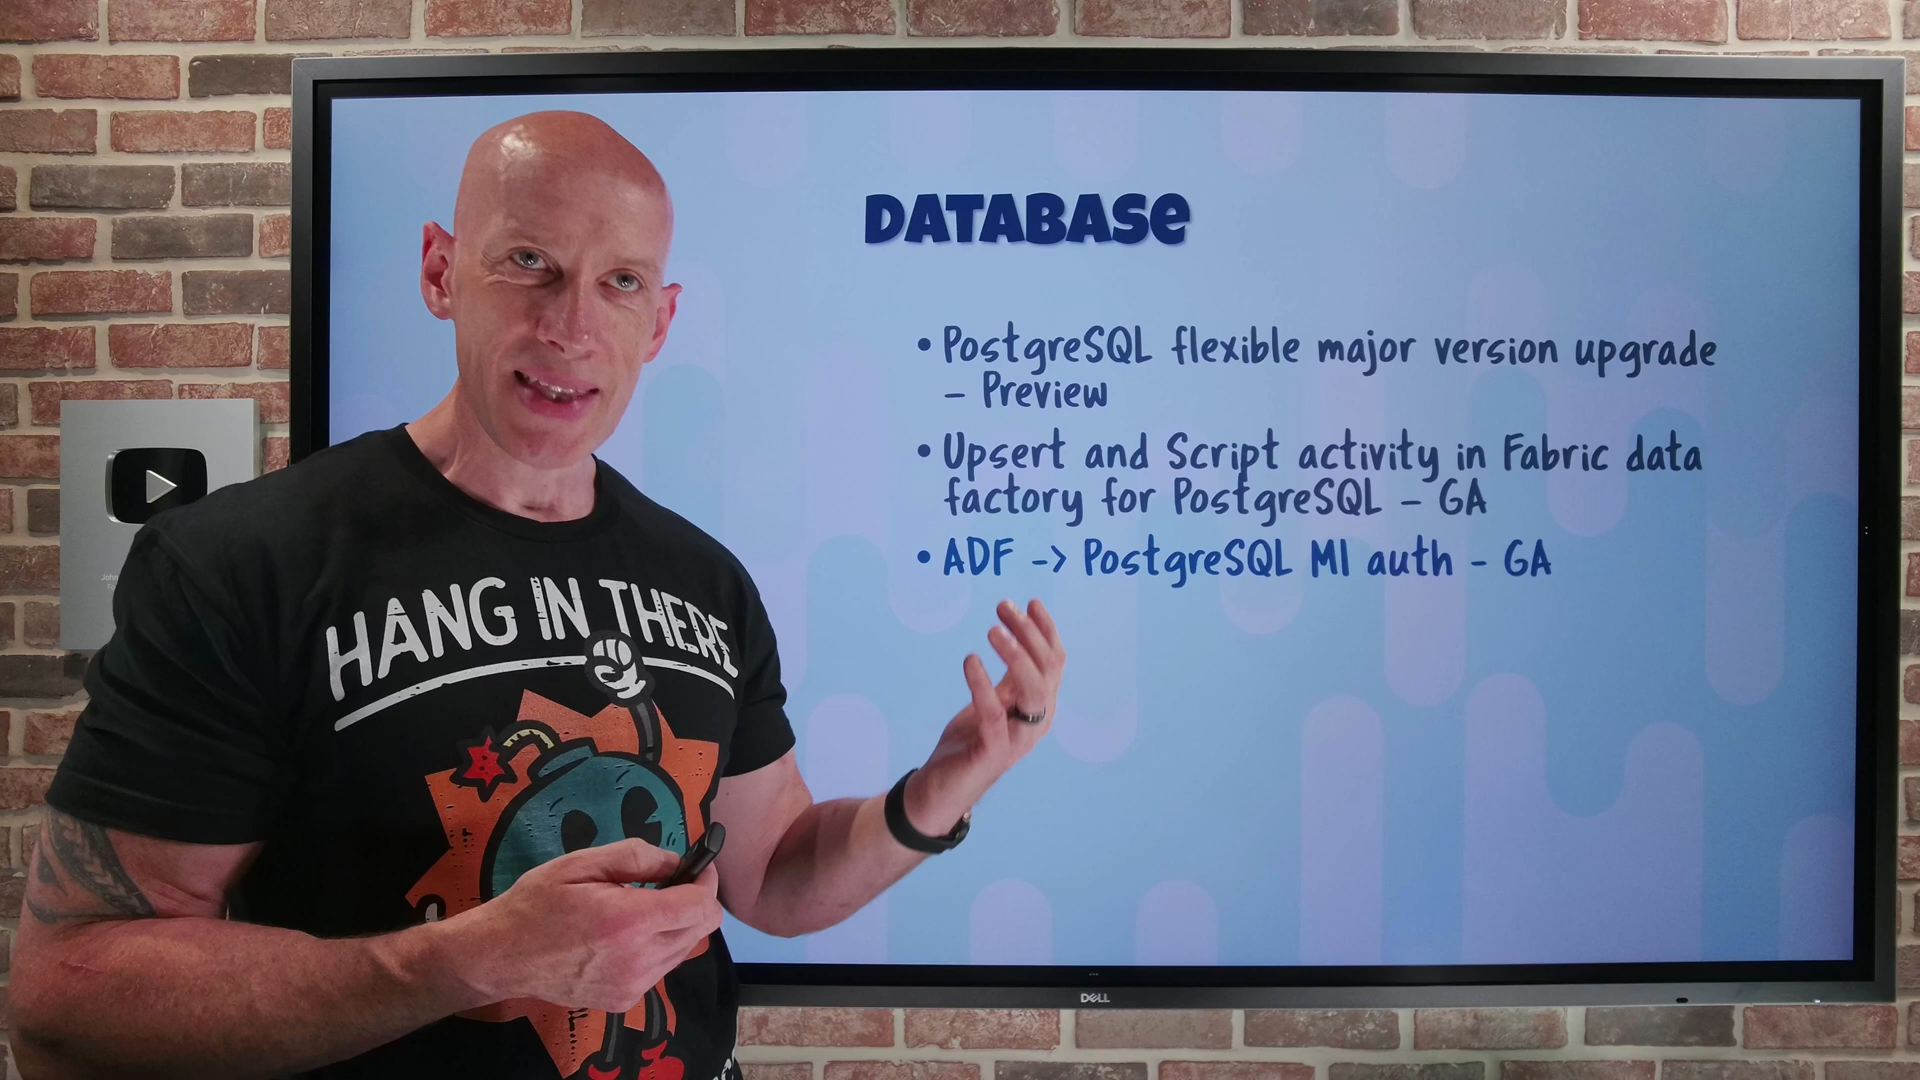 DATABASE
• PostgreSQL flexible major version upgrade
– Preview
• Upsert and Script activity in Fabric data
factory for PostgreSQL – GA
• ADF -> PostgreSQL MI auth - GA
HANG IN THERE
John
DELL